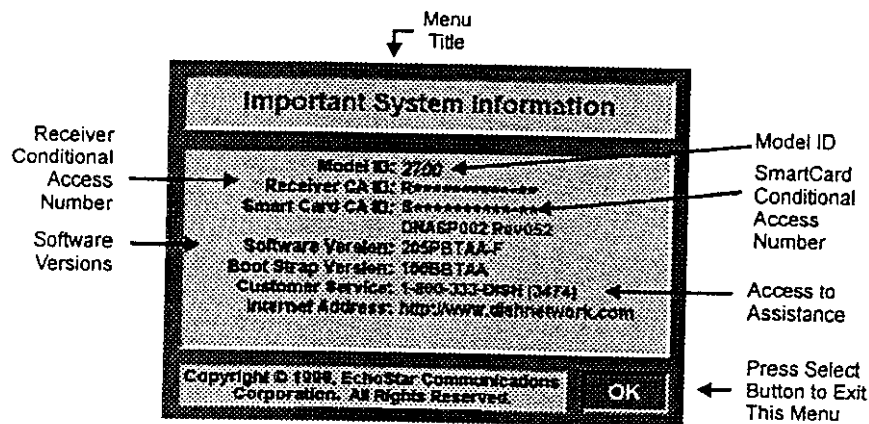 Menu
Title
Important System Information
Receiver
Conditional
Access
Number
Software
Versions
Model ID: 2700
Receiver CA ID: R
Smart Card CA ID: S
DNASP002 Rev052
Software Version: 205PBTAA-F
Boot Strap Version: 100BBTAA
Customer Service: 1-800-333-DISH (3474)
Internet Address: http://www.dishnetwork.com
Model ID
SmartCard
Conditional
Access
Number
Access to
Assistance
Copyright © 1998, EchoStar Communications
Corporation. All Rights Reserved.
OK
Press Select
Button to Exit
This Menu